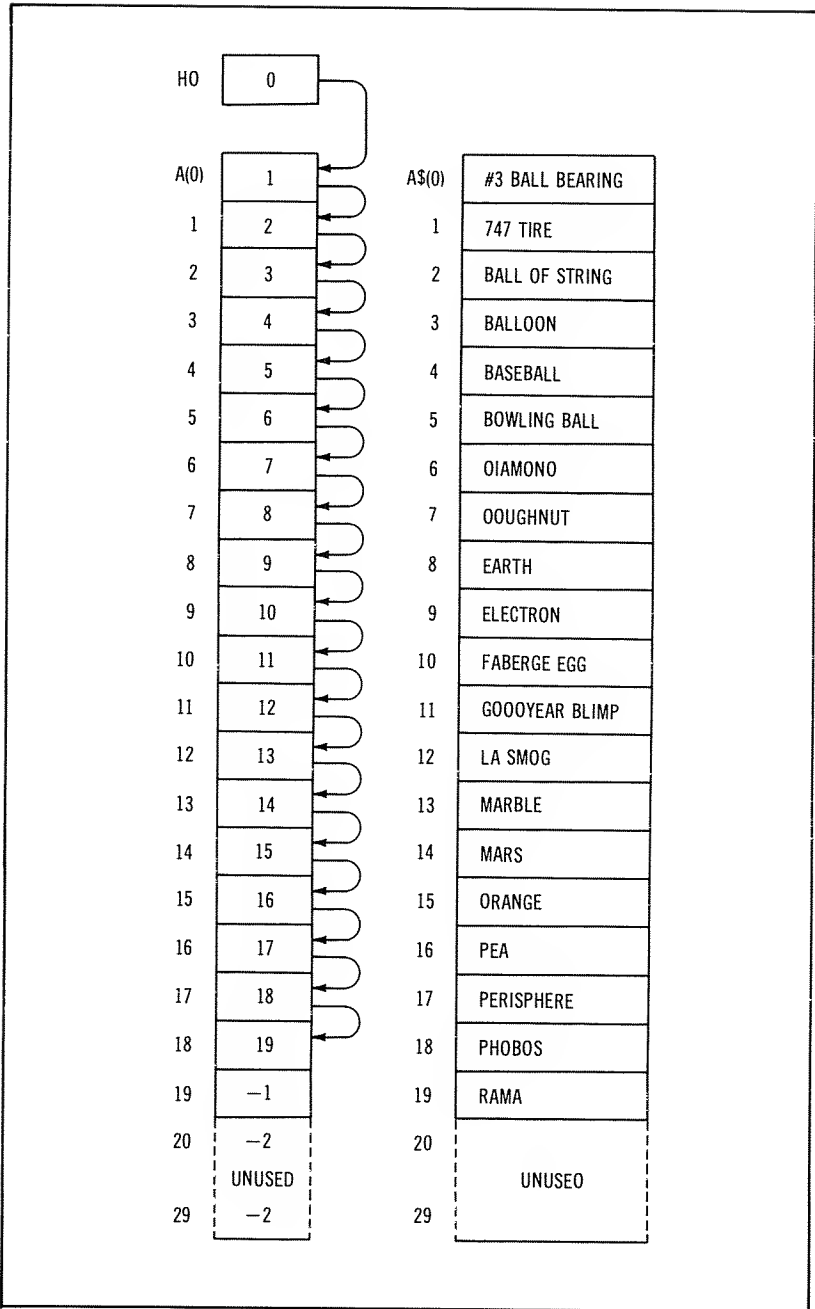 HO 0
A(0) 1 A$(0) #3 BALL BEARING
1 2 1 747 TIRE
2 3 2 BALL OF STRING
3 4 3 BALLOON
4 5 4 BASEBALL
5 6 5 BOWLING BALL
6 7 6 OIAMONO
7 8 7 OOUGHNUT
8 9 8 EARTH
9 10 9 ELECTRON
10 11 10 FABERGE EGG
11 12 11 GOOOYEAR BLIMP
12 13 12 LA SMOG
13 14 13 MARBLE
14 15 14 MARS
15 16 15 ORANGE
16 17 16 PEA
17 18 17 PERISPHERE
18 19 18 PHOBOS
19 −1 19 RAMA
20 −2 20
UNUSED UNUSEO
29 −2 29